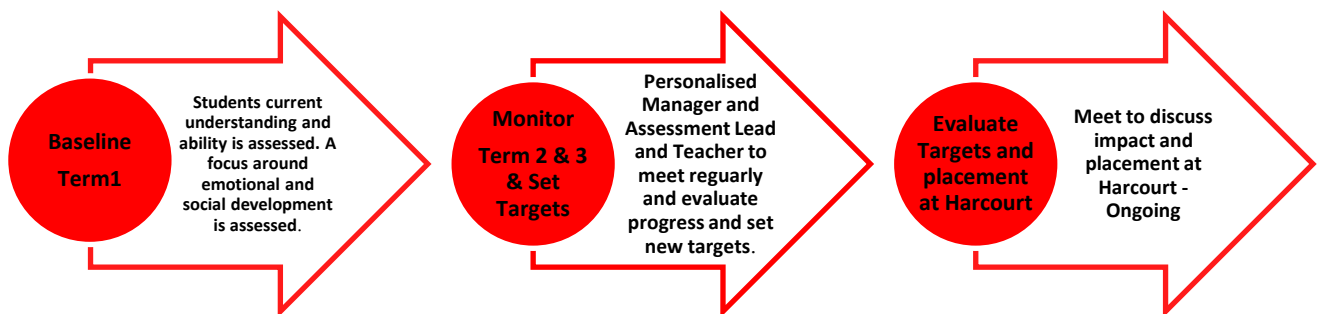 Baseline
Term1
Students current
understanding and
ability is assessed. A
focus around
emotional and
social development
is assessed.
Monitor
Term 2 & 3
& Set
Targets
Personalised
Manager and
Assessment Lead
and Teacher to
meet reguarly and
evaluate
progress and set
new targets.
Evaluate
Targets and
placement
at Harcourt
Meet to discuss
impact and
placement at
Harcourt -
Ongoing